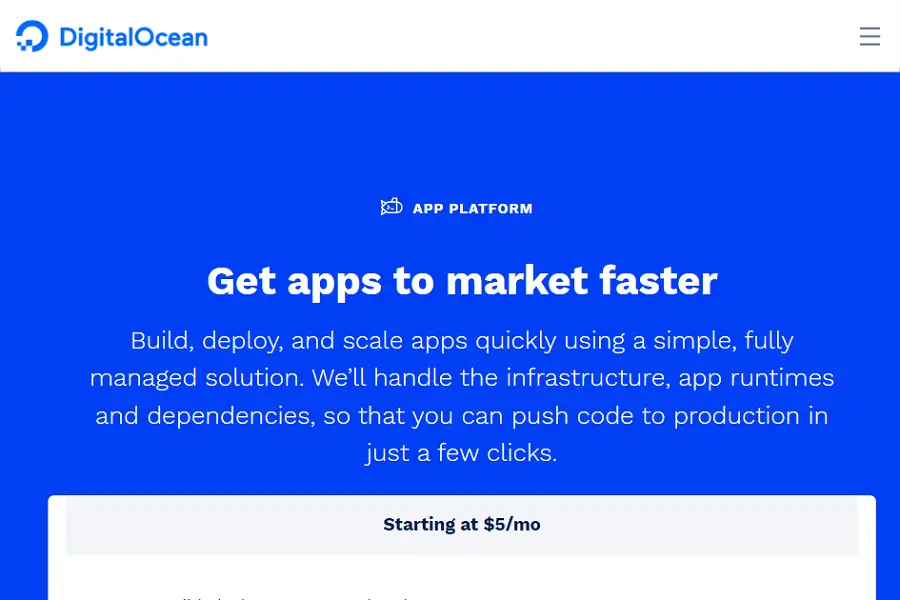 DigitalOcean
APP PLATFORM
Get apps to market faster
Build, deploy, and scale apps quickly using a simple, fully
managed solution. We’ll handle the infrastructure, app runtimes
and dependencies, so that you can push code to production in
just a few clicks.
Starting at $5/mo